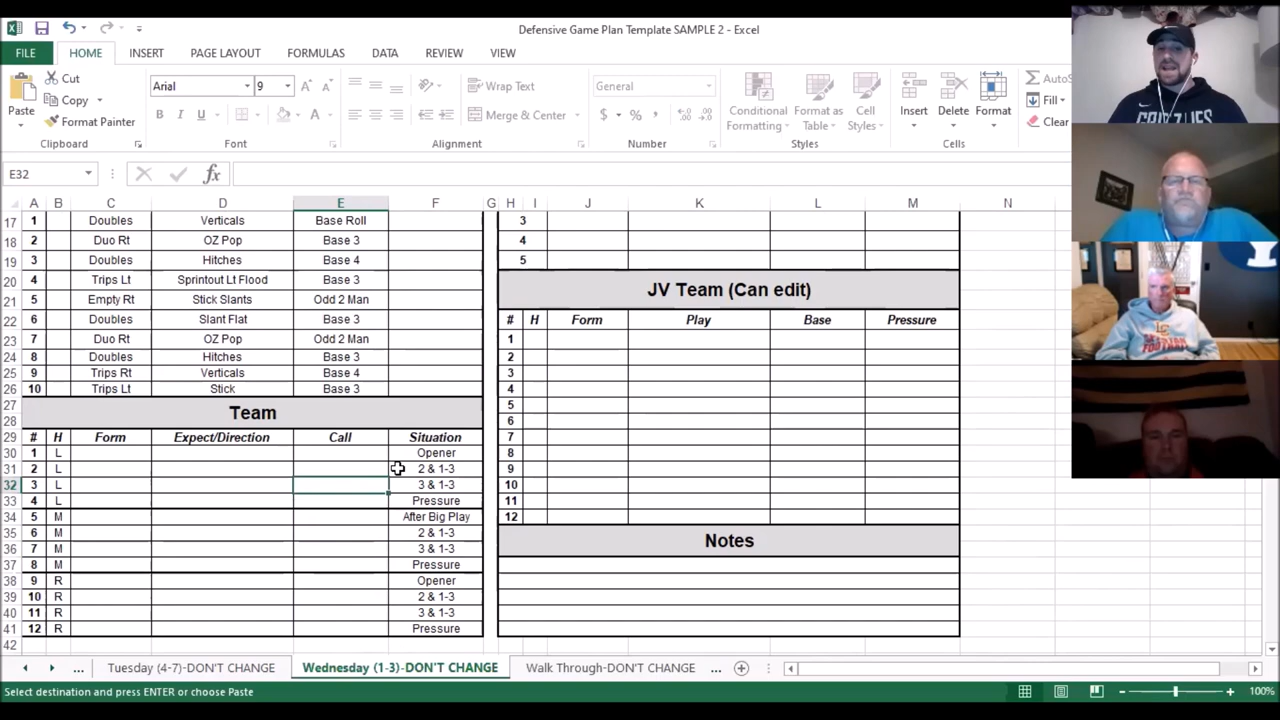 Defensive Game Plan Template SAMPLE 2 - Excel
FILE HOME INSERT PAGE LAYOUT FORMULAS DATA REVIEW VIEW
Paste
Cut
Copy
Format Painter
Arial 9
B I U A
Wrap Text
Merge & Center
General
$ % ,
Conditional Formatting
Format as Table
Cell Styles
Insert Delete Format
AutoS
Fill
Clear
Clipboard Font Alignment Number Styles Cells
E32 fx
A B C D E F G H I J K L M N O
17 1 Doubles Verticals Base Roll 3
18 2 Duo Rt OZ Pop Base 3 4
19 3 Doubles Hitches Base 4 5
20 4 Trips Lt Sprintout Lt Flood Base 3
JV Team (Can edit)
21 5 Empty Rt Stick Slants Odd 2 Man
22 6 Doubles Slant Flat Base 3 # H Form Play Base Pressure
23 7 Duo Rt OZ Pop Odd 2 Man 1
24 8 Doubles Hitches Base 3 2
25 9 Trips Rt Verticals Base 4 3
26 10 Trips Lt Stick Base 3 4
27 5
Team
28 6
29 # H Form Expect/Direction Call Situation 7
30 1 L Opener 8
31 2 L 2 & 1-3 9
32 3 L 3 & 1-3 10
33 4 L Pressure 11
34 5 M After Big Play 12
35 6 M 2 & 1-3 Notes
36 7 M 3 & 1-3
37 8 M Pressure
38 9 R Opener
39 10 R 2 & 1-3
40 11 R 3 & 1-3
41 12 R Pressure
42
... Tuesday (4-7)-DON'T CHANGE Wednesday (1-3)-DON'T CHANGE Walk Through-DON'T CHANGE ...
Select destination and press ENTER or choose Paste 100%
GRIZZLIES